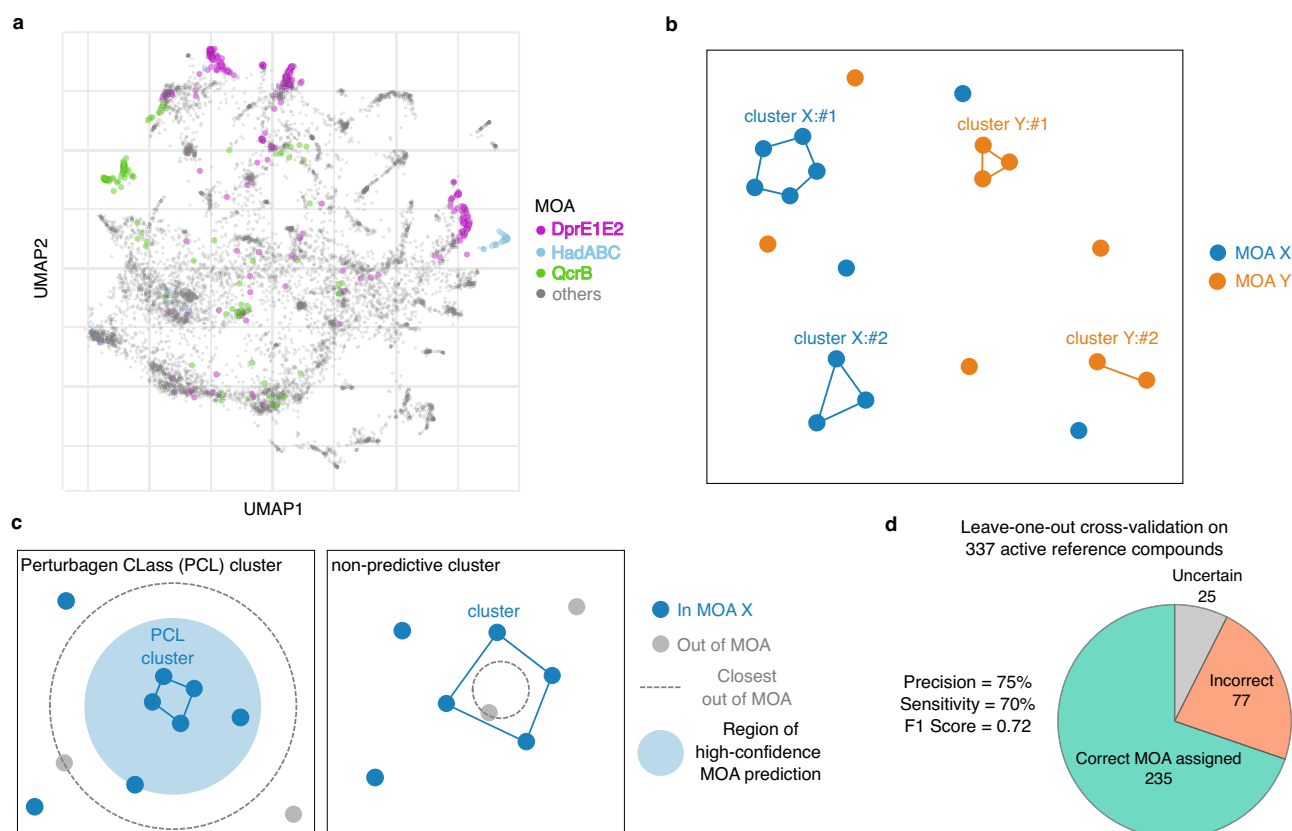 a
UMAP2
UMAP1
MOA
DprE1E2
HadABC
QcrB
others
b
cluster X:#1
cluster Y:#1
cluster X:#2
cluster Y:#2
MOA X
MOA Y
c
Perturbagen CLass (PCL) cluster
PCL
cluster
non-predictive cluster
cluster
In MOA X
Out of MOA
Closest
out of MOA
Region of
high-confidence
MOA prediction
d
Leave-one-out cross-validation on
337 active reference compounds
Uncertain
25
Incorrect
77
Correct MOA assigned
235
Precision = 75%
Sensitivity = 70%
F1 Score = 0.72